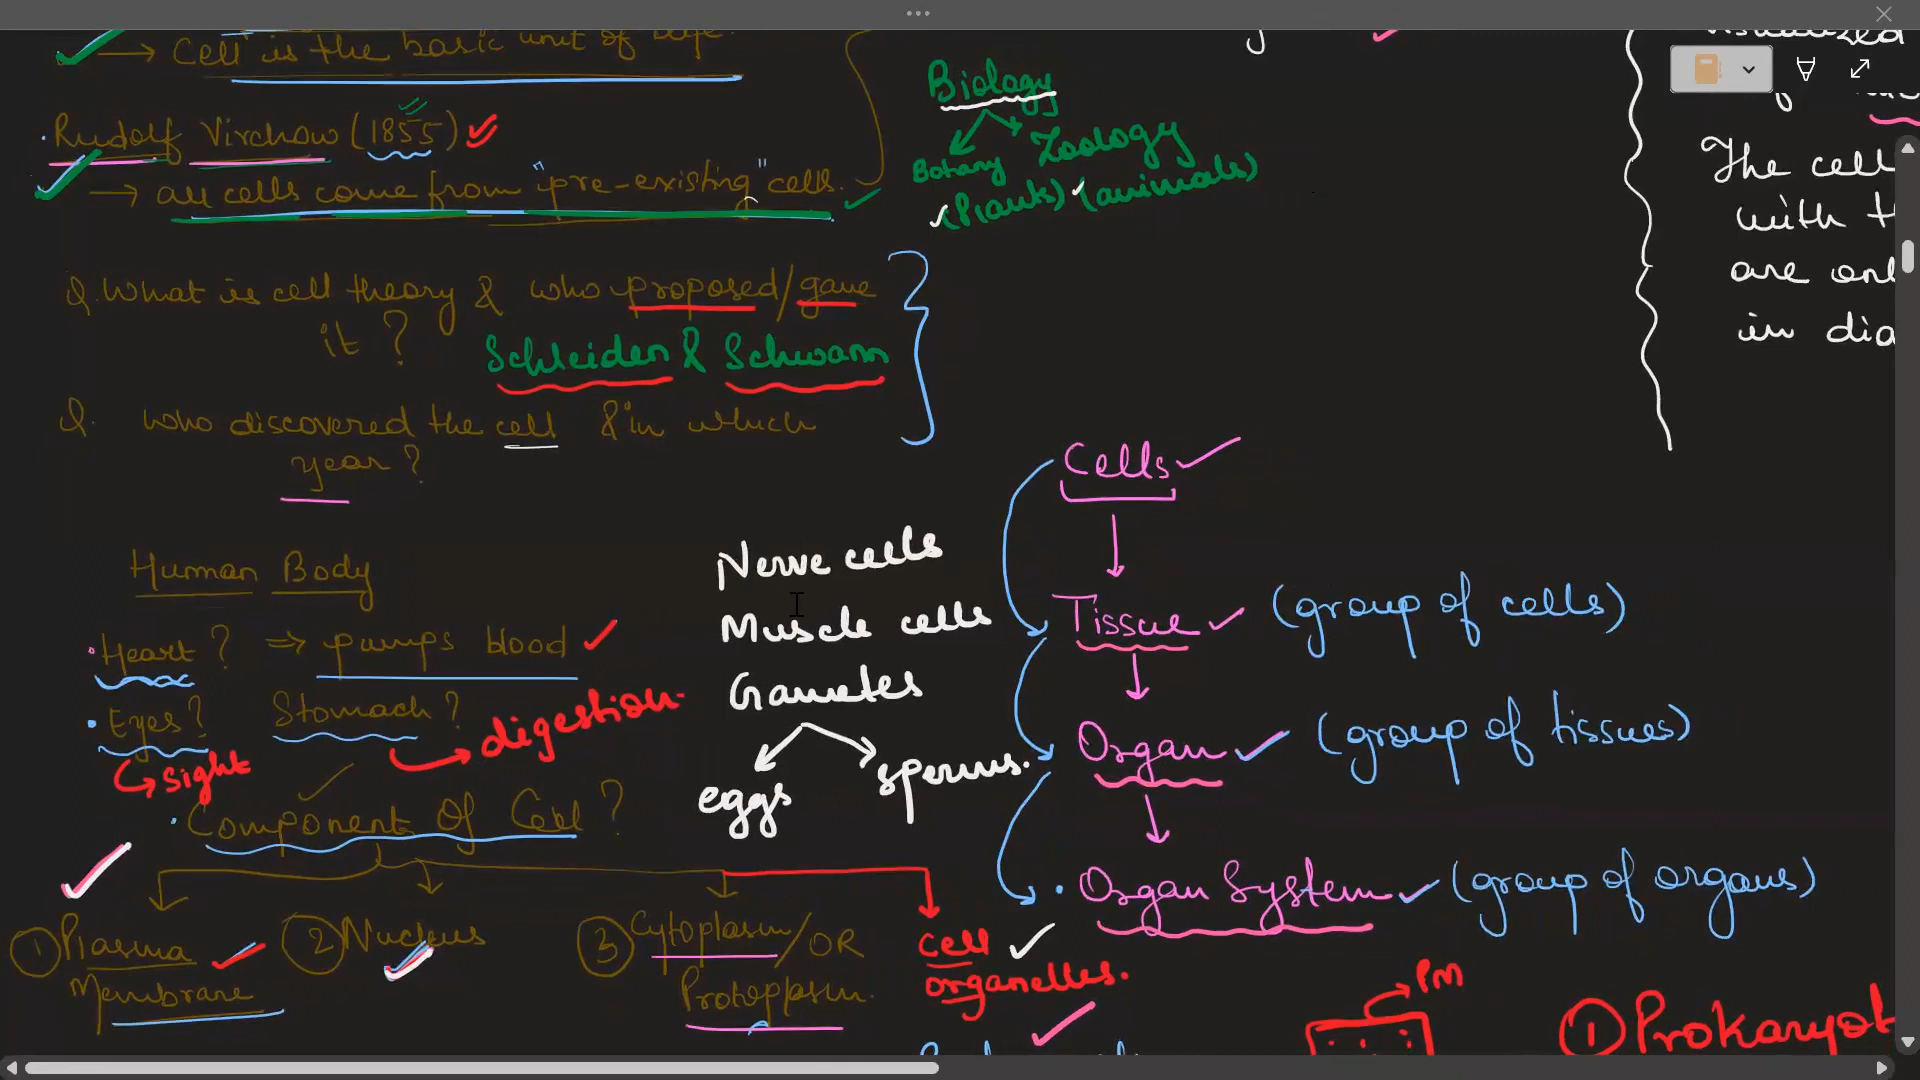 → Cell is the basic unit of life.
· Rudolf Virchow (1855)
→ all cells come from "pre-existing" cells.
Biology
Botany Zoology
(Plants) (animals)
Q. What is cell theory & who proposed/gave
it ?
Schleiden & Schwann
Q. who discovered the cell & in which
year ?
Human Body
· Heart ? ⇒ pumps blood
· Eyes ? Stomach ?
sight digestion.
· Component Of Cell ?
① Plasma
Membrane
② Nucleus
③ Cytoplasm / OR
Protoplasm.
Cell
organelles.
Nerve cells
Muscle cells
Gametes
eggs sperms.
Cells
Tissue (group of cells)
Organ (group of tissues)
· Organ System (group of organs)
PM
① Prokaryot
The cell
with t
are onl
in dia